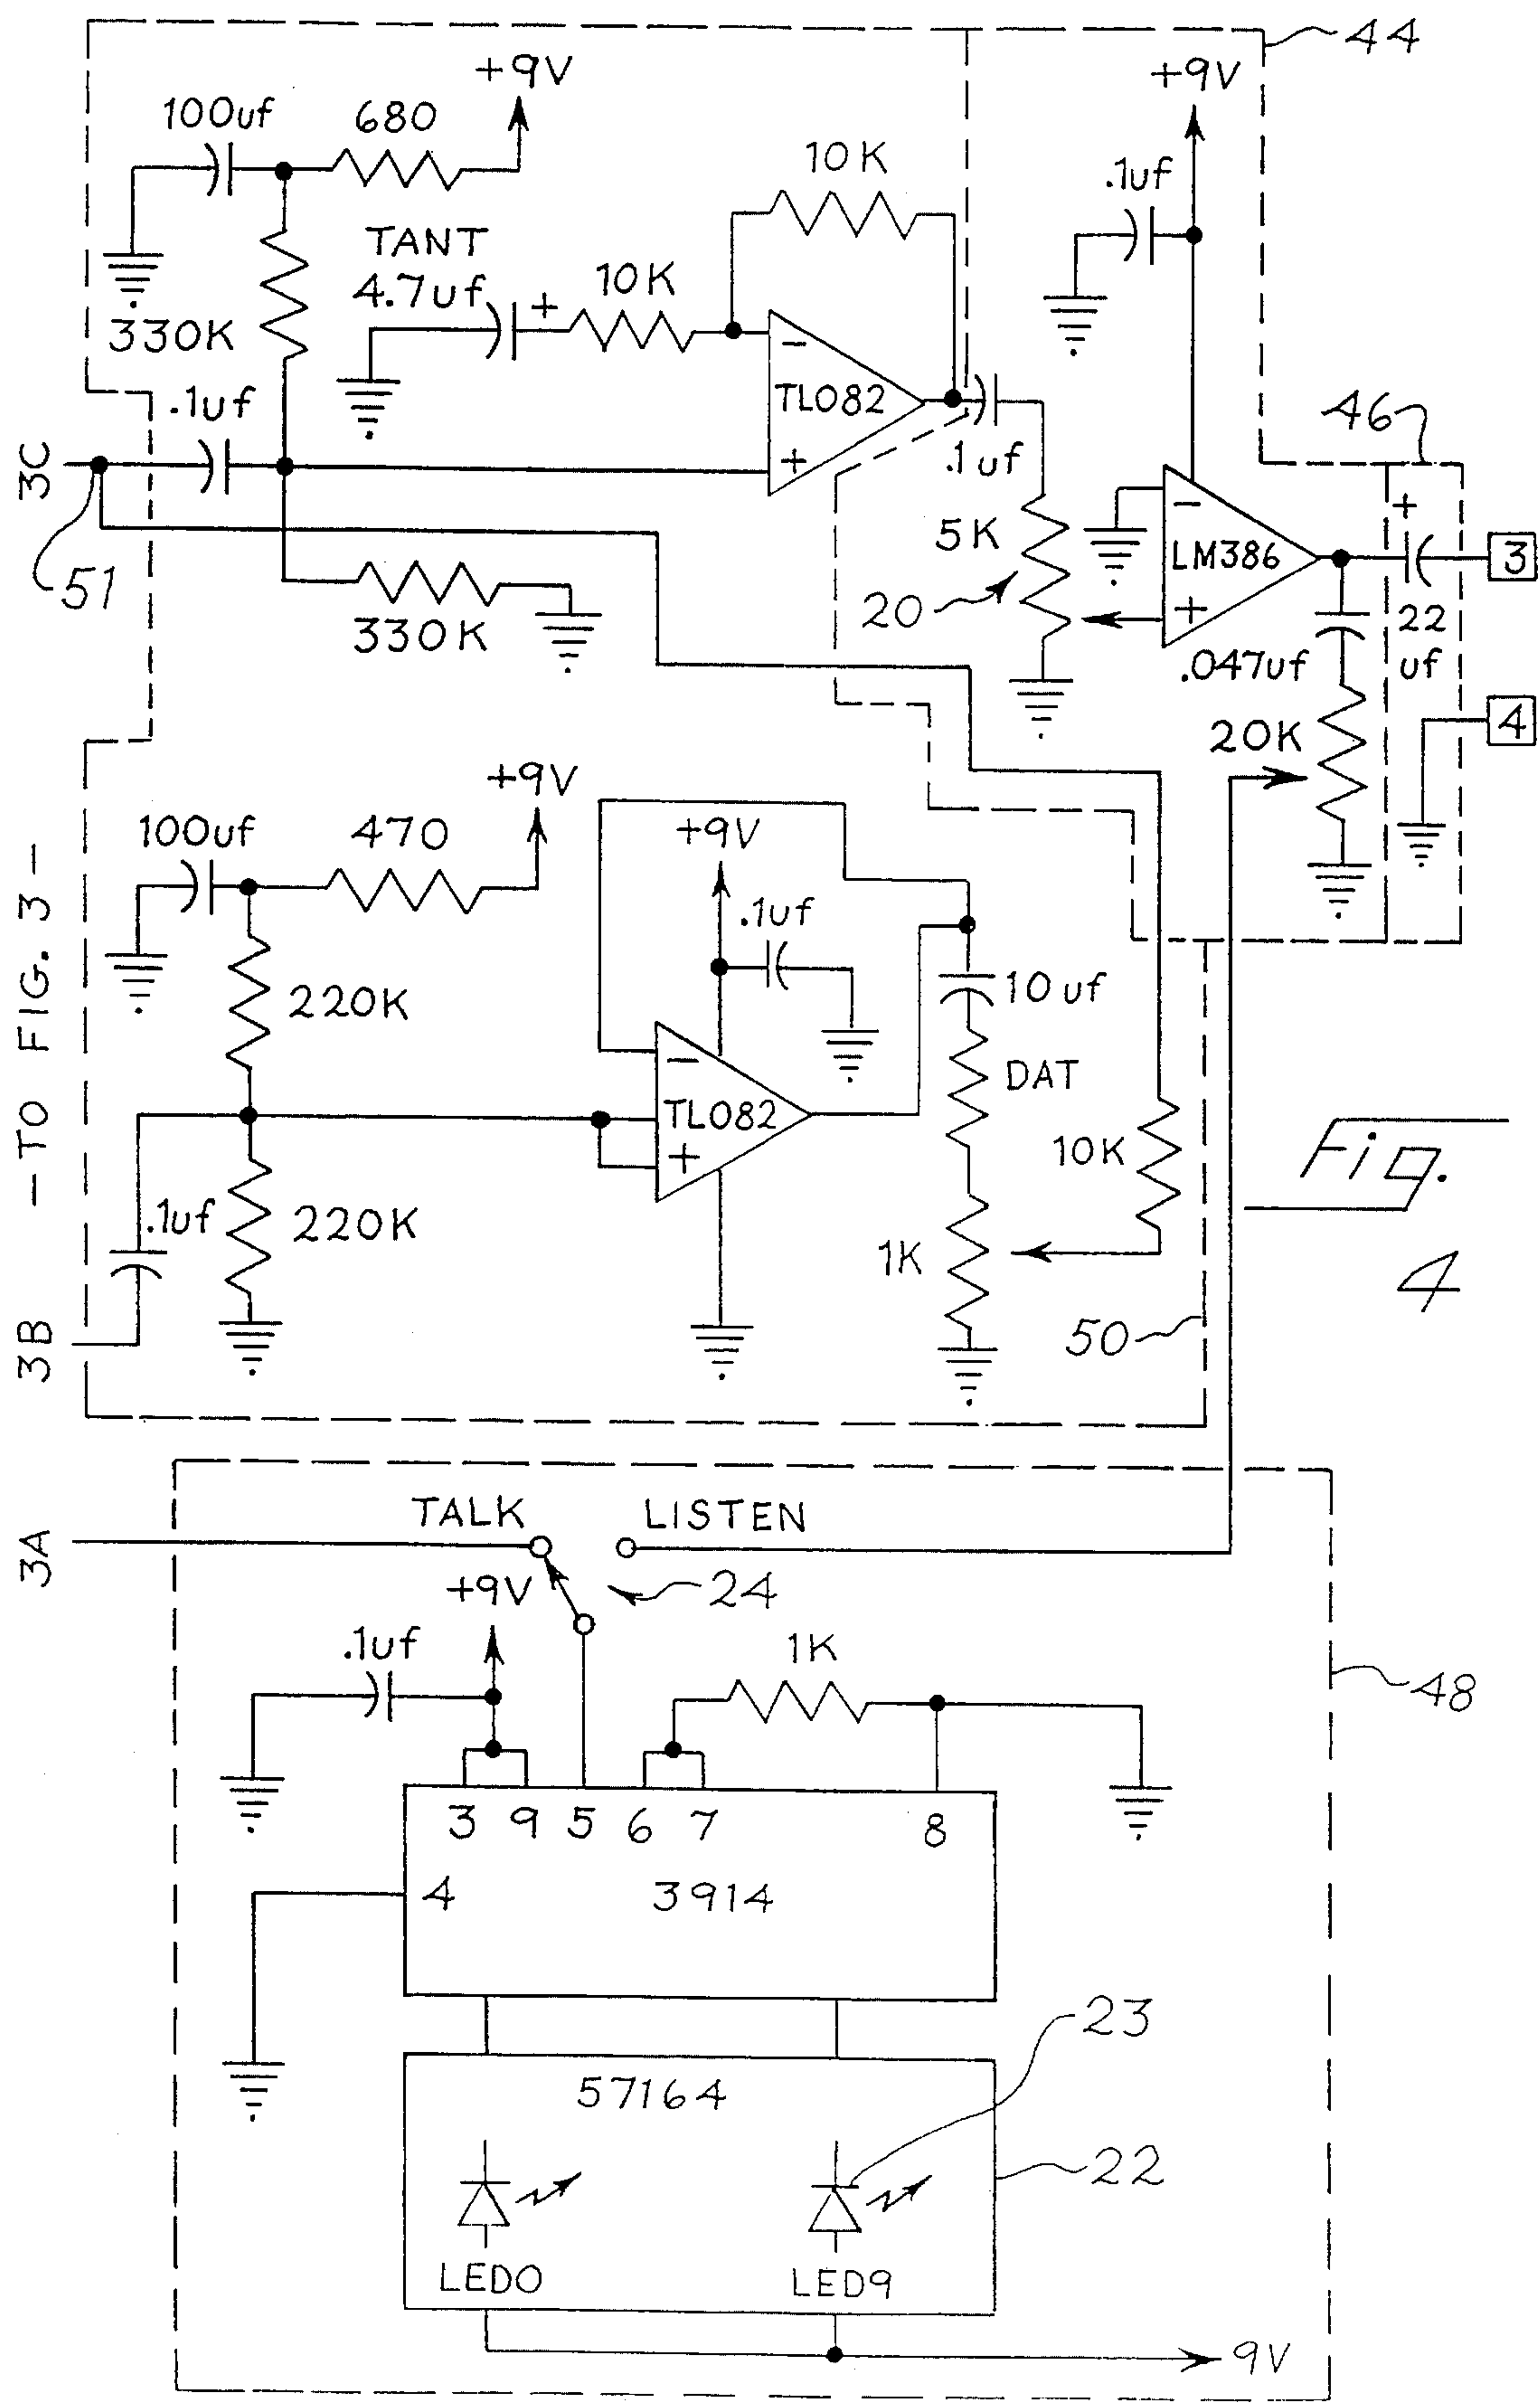 44
+9V
+9V
100uf
680
10K
.1uf
TANT
4.7uf
+
10K
330K
-
TL082
+
.1uf
.1uf
3C
51
330K
46
+
-
LM386
+
5K
20
3
22
uf
.047uf
20K
4
- TO FIG. 3 -
+9V
100uf
470
+9V
.1uf
220K
10uf
-
TL082
+
DAT
10K
.1uf
220K
1K
3B
50
Fig.
4
TALK
LISTEN
3A
+9V
24
.1uf
1K
48
3 9 5 6 7 8
4
3914
23
57164
22
LED0
LED9
9V